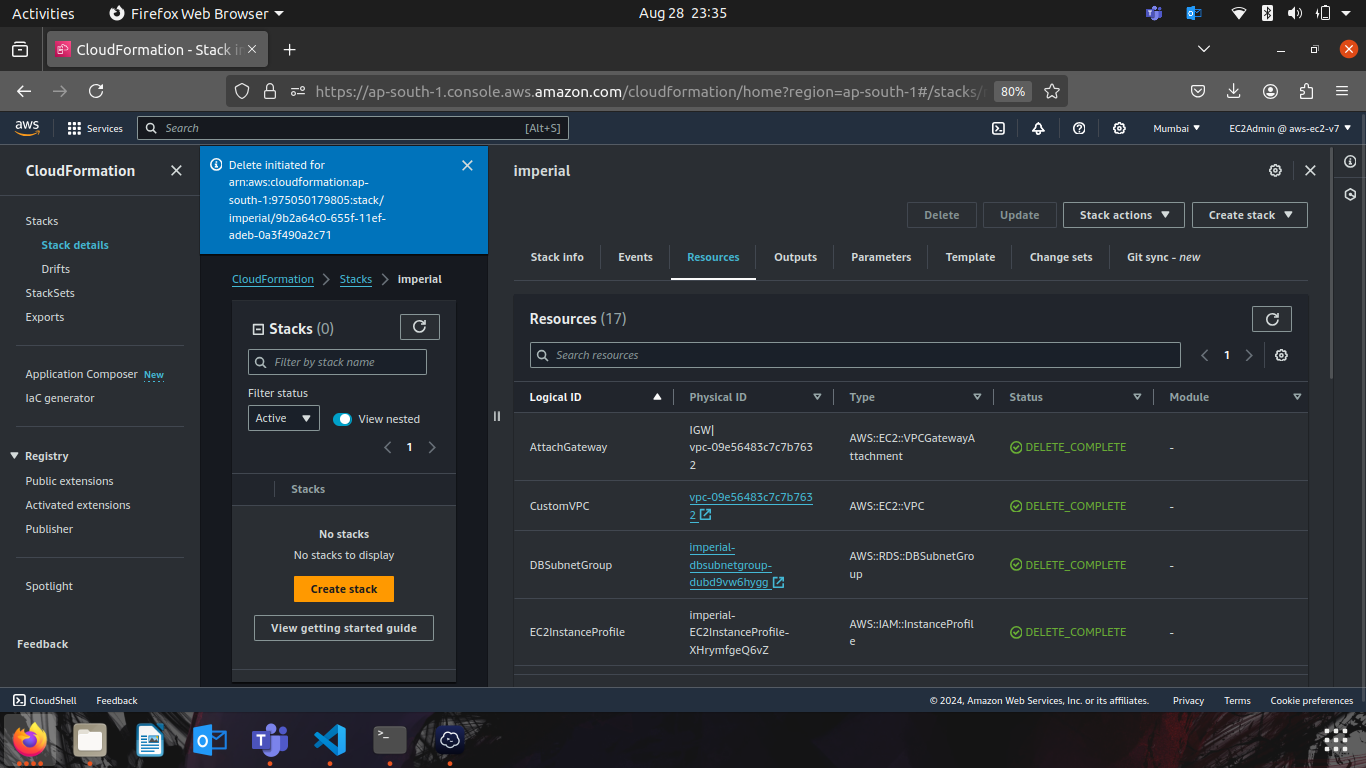 Activities
Firefox Web Browser
Aug 28 23:35
CloudFormation - Stack in
https://ap-south-1.console.aws.amazon.com/cloudformation/home?region=ap-south-1#/stacks/
80%
aws
Services
Search
[Alt+S]
Mumbai
EC2Admin @ aws-ec2-v7
CloudFormation
Stacks
Stack details
Drifts
StackSets
Exports
Application Composer New
IaC generator
Registry
Public extensions
Activated extensions
Publisher
Spotlight
Feedback
Delete initiated for
arn:aws:cloudformation:ap-
south-1:975050179805:stack/
imperial/9b2a64c0-655f-11ef-
adeb-0a3f490a2c71
CloudFormation
Stacks
imperial
Stacks (0)
Filter by stack name
Filter status
Active
View nested
1
Stacks
No stacks
No stacks to display
Create stack
View getting started guide
imperial
Delete
Update
Stack actions
Create stack
Stack info
Events
Resources
Outputs
Parameters
Template
Change sets
Git sync - new
Resources (17)
Search resources
1
Logical ID
Physical ID
Type
Status
Module
AttachGateway
IGW|
vpc-09e56483c7c7b763
2
AWS::EC2::VPCGatewayA
ttachment
DELETE_COMPLETE
-
CustomVPC
vpc-09e56483c7c7b763
2
AWS::EC2::VPC
DELETE_COMPLETE
-
DBSubnetGroup
imperial-
dbsubnetgroup-
dubd9vw6hygg
AWS::RDS::DBSubnetGro
up
DELETE_COMPLETE
-
EC2InstanceProfile
imperial-
EC2InstanceProfile-
XHrymfgeQ6vZ
AWS::IAM::InstanceProfil
e
DELETE_COMPLETE
-
CloudShell
Feedback
© 2024, Amazon Web Services, Inc. or its affiliates.
Privacy
Terms
Cookie preferences